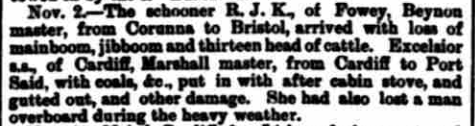 Nov. 2.—The schooner R. J. K., of Fowey, Beynon
master, from Corunna to Bristol, arrived with loss of
mainboom, jibboom and thirteen head of cattle. Excelsior
s.s., of Cardiff, Marshall master, from Cardiff to Port
Said, with coals, &c., put in with after cabin stove, and
gutted out, and other damage. She had also lost a man
overboard during the heavy weather.